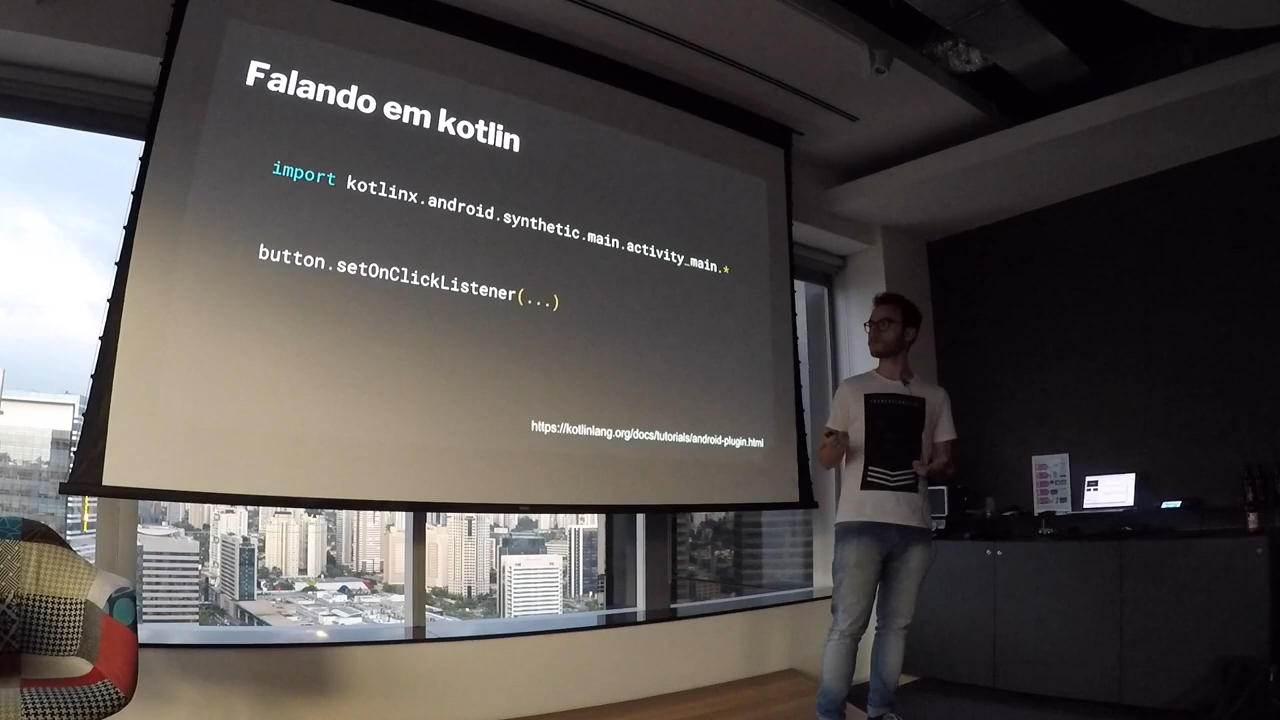 Falando em kotlin
import kotlinx.android.synthetic.main.activity_main.*
button.setOnClickListener(...)
https://kotlinlang.org/docs/tutorials/android-plugin.html